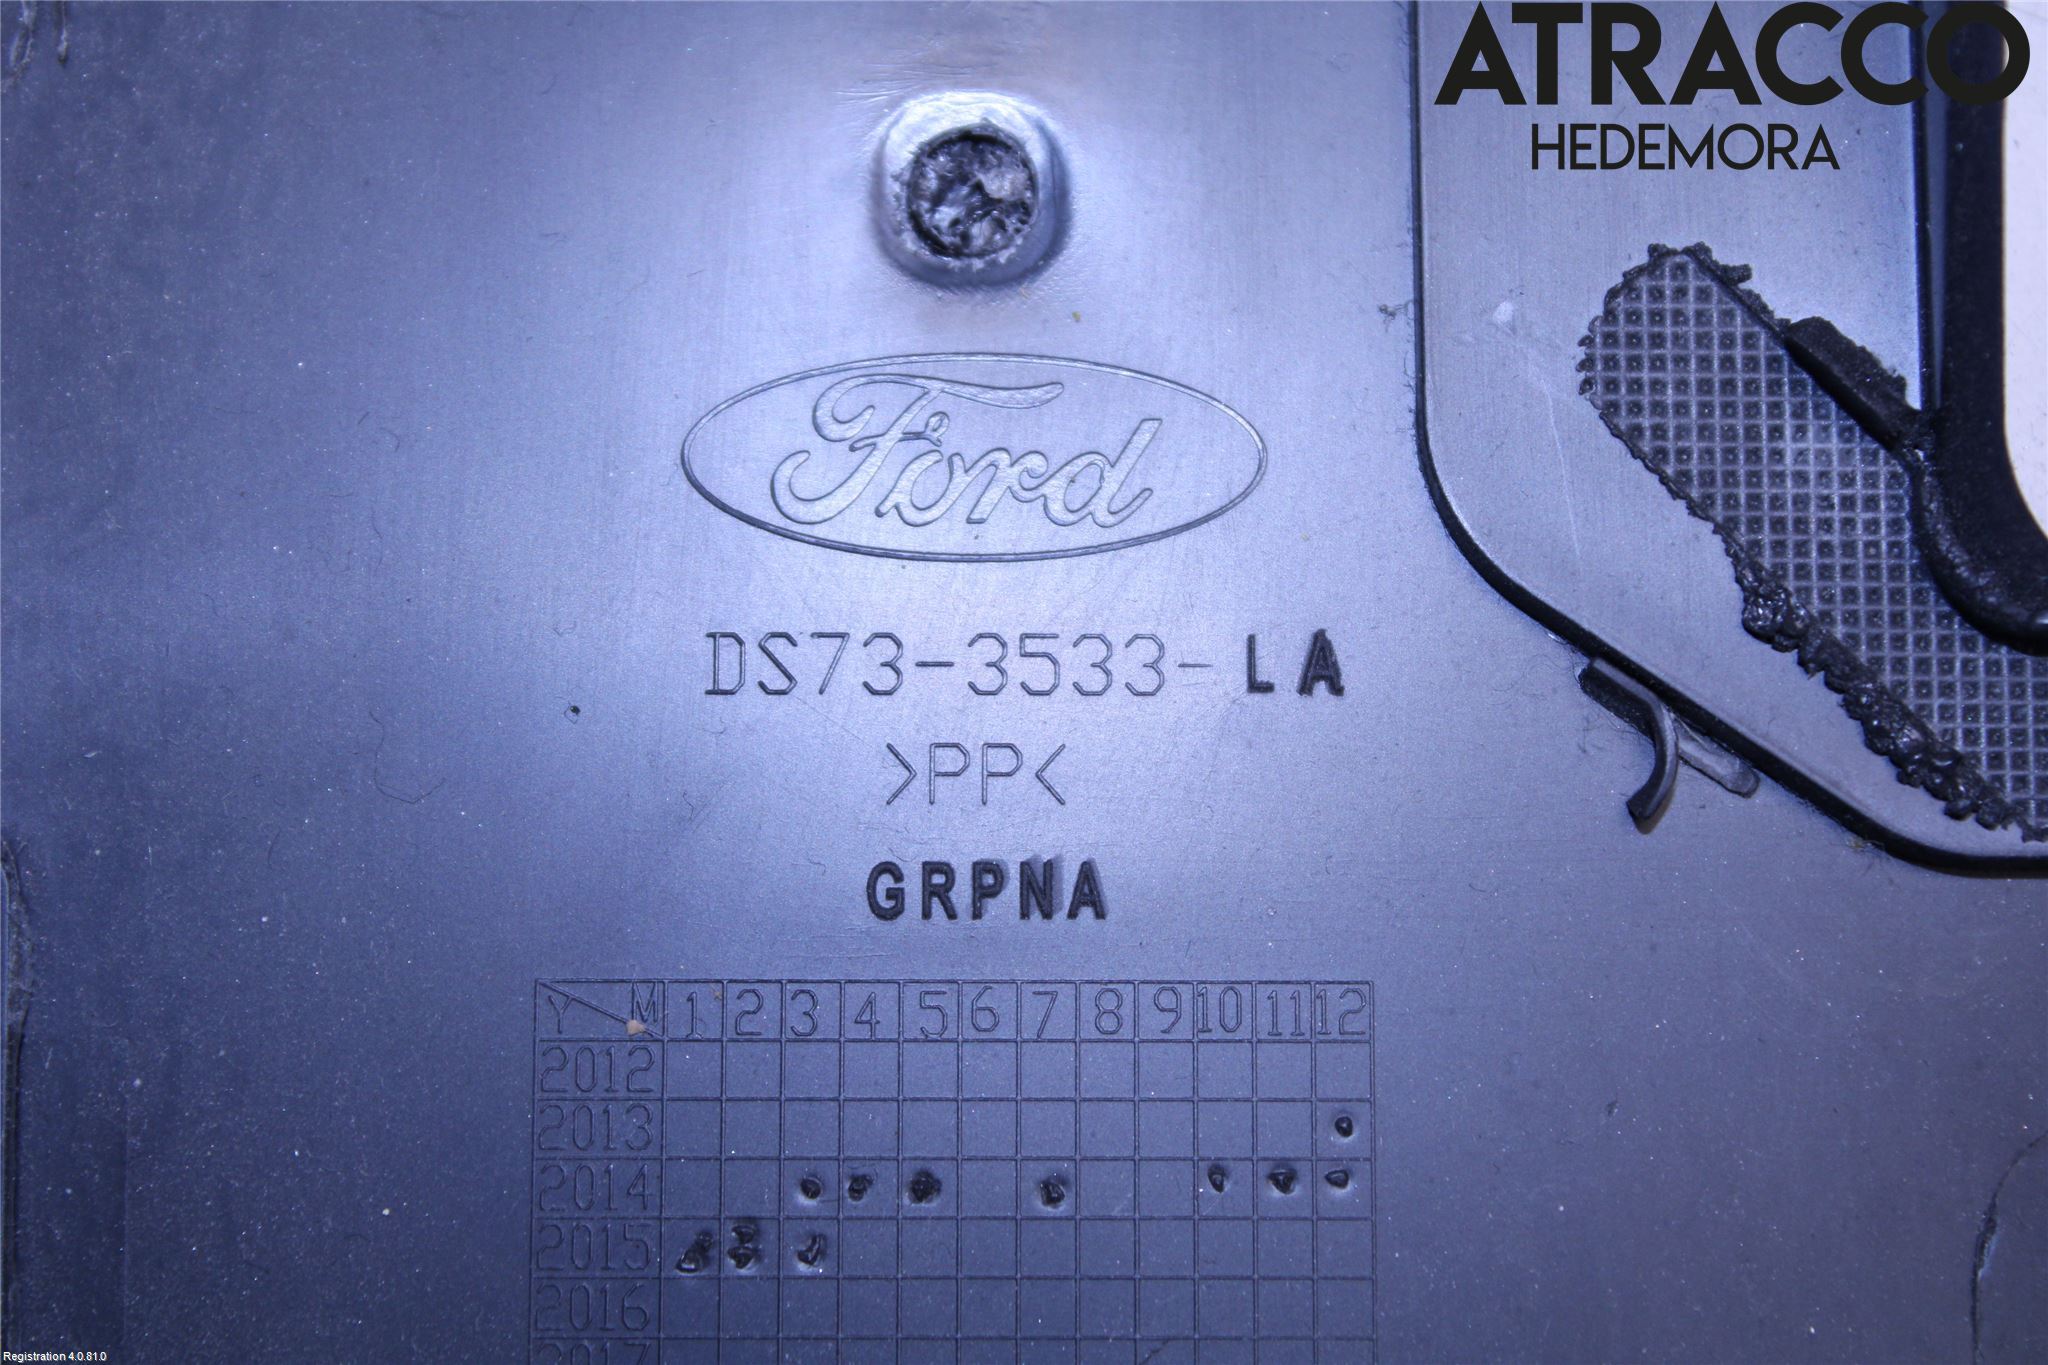 ATRACCO
HEDEMORA
Ford
DS73-3533-LA
>PP<
GRPNA
Y M 1 2 3 4 5 6 7 8 9 10 11 12
2012
2013
2014
2015
2016
2017
Registration 4.0.81.0